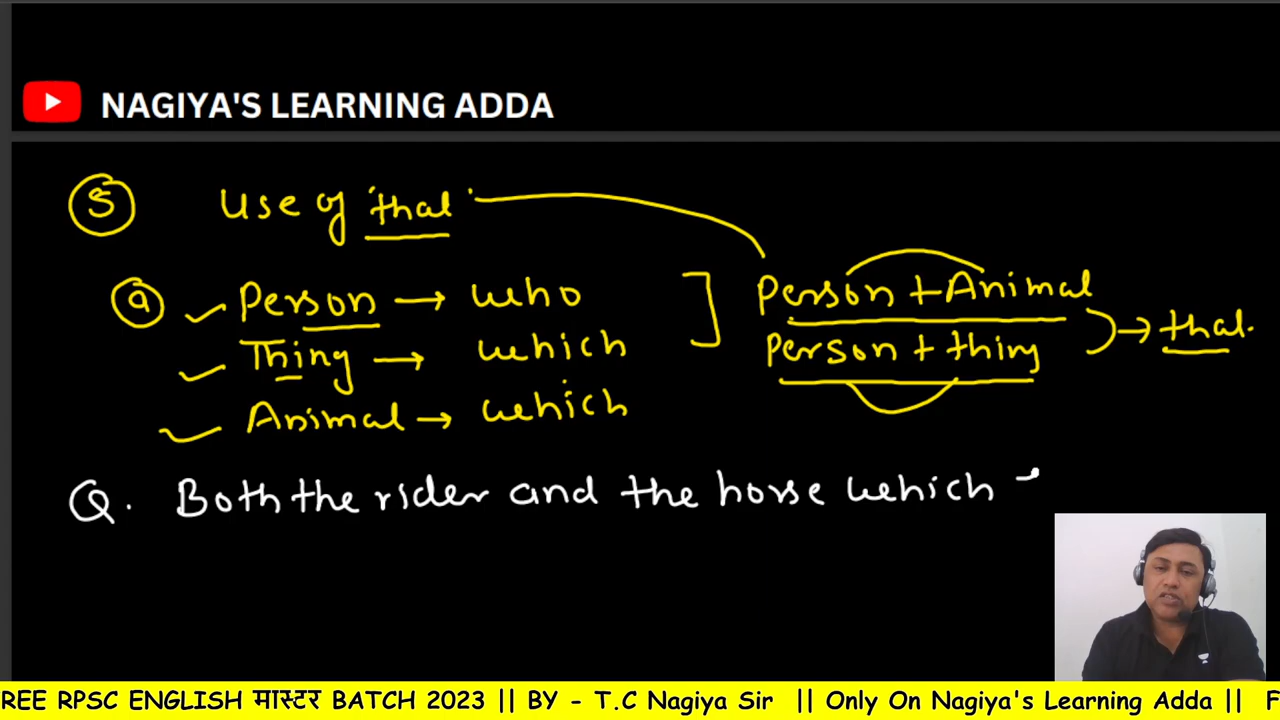 NAGIYA'S LEARNING ADDA
5 Use of that
a Person → who
Thing → which
Animal → which
Person + Animal
Person + thing
→ that.
Q. Both the rider and the horse which
REE RPSC ENGLISH मास्टर BATCH 2023 || BY - T.C Nagiya Sir || Only On Nagiya's Learning Adda || F